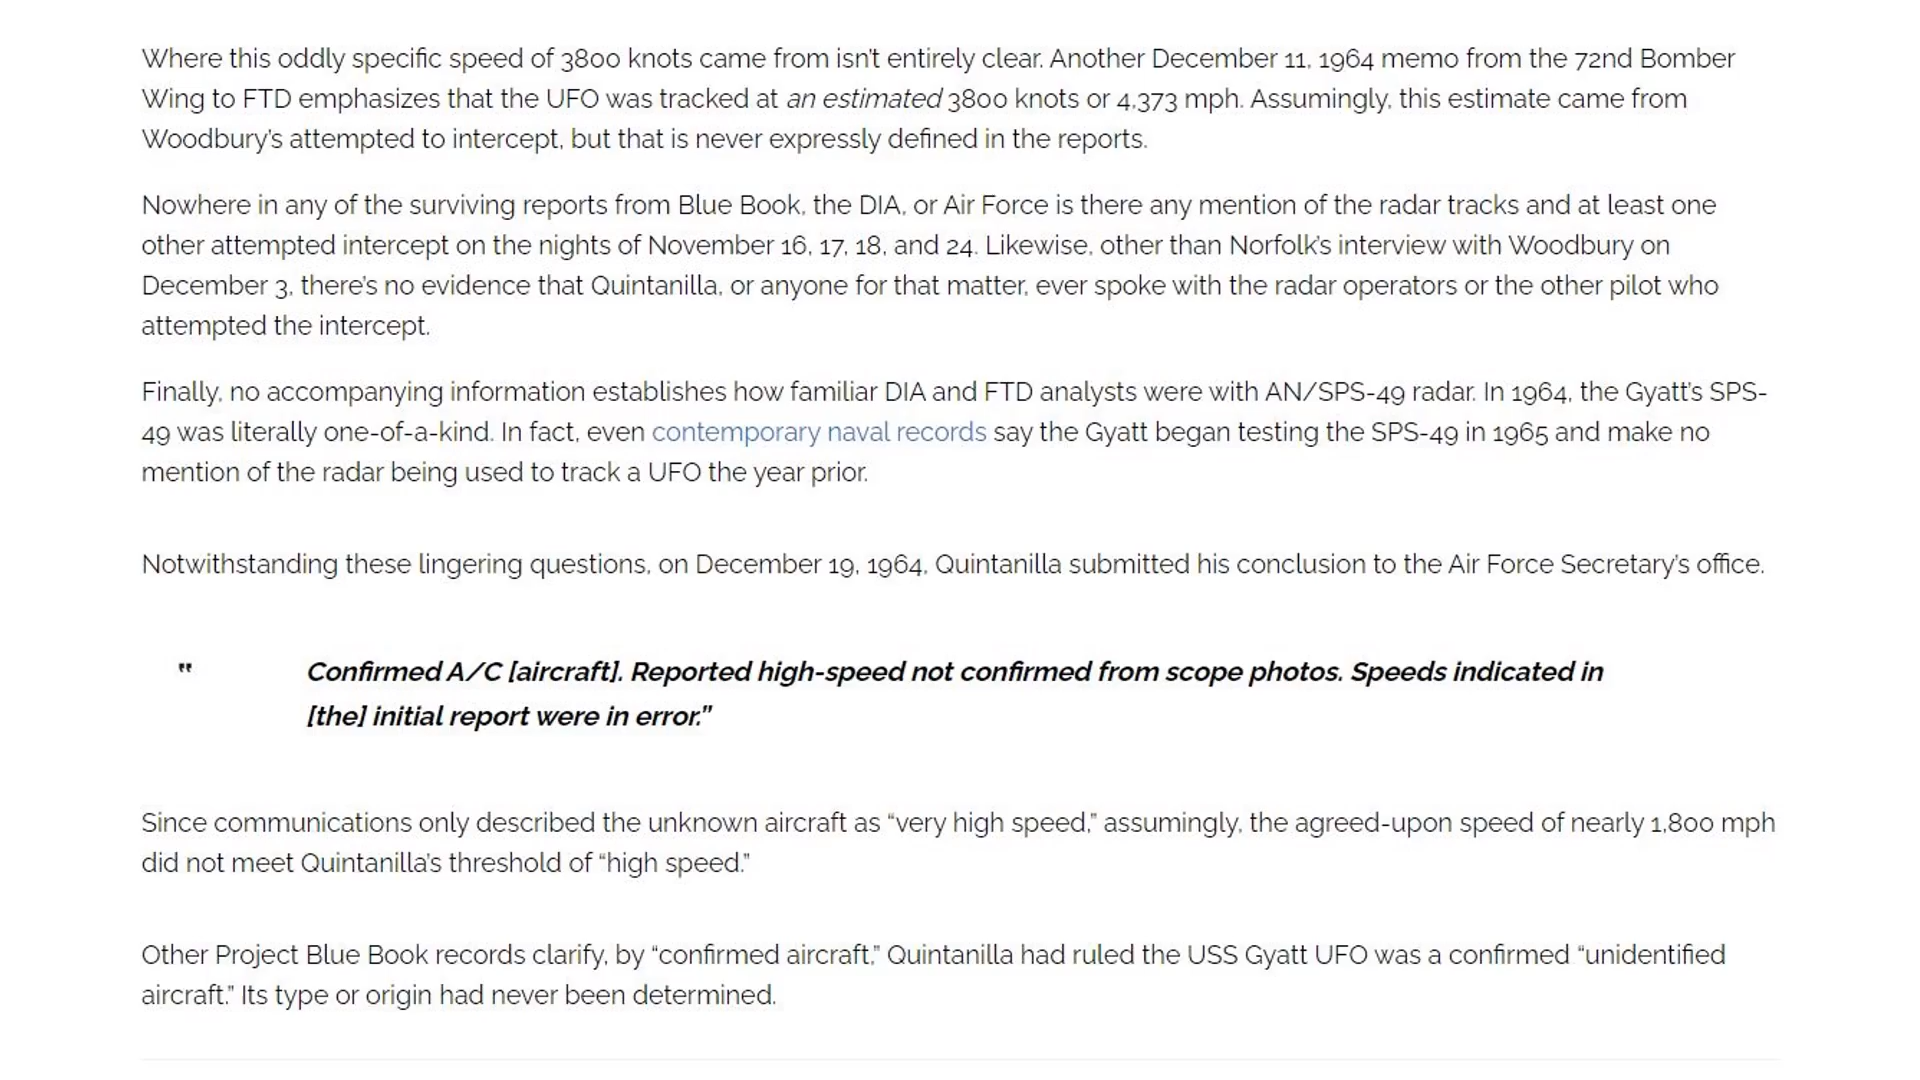 Where this oddly specific speed of 3800 knots came from isn't entirely clear. Another December 11, 1964 memo from the 72nd Bomber
Wing to FTD emphasizes that the UFO was tracked at an estimated 3800 knots or 4,373 mph. Assumingly, this estimate came from
Woodbury's attempted to intercept, but that is never expressly defined in the reports.
Nowhere in any of the surviving reports from Blue Book, the DIA, or Air Force is there any mention of the radar tracks and at least one
other attempted intercept on the nights of November 16, 17, 18, and 24. Likewise, other than Norfolk's interview with Woodbury on
December 3, there's no evidence that Quintanilla, or anyone for that matter, ever spoke with the radar operators or the other pilot who
attempted the intercept.
Finally, no accompanying information establishes how familiar DIA and FTD analysts were with AN/SPS-49 radar. In 1964, the Gyatt's SPS-
49 was literally one-of-a-kind. In fact, even contemporary naval records say the Gyatt began testing the SPS-49 in 1965 and make no
mention of the radar being used to track a UFO the year prior.
Notwithstanding these lingering questions, on December 19, 1964, Quintanilla submitted his conclusion to the Air Force Secretary's office.
" Confirmed A/C [aircraft]. Reported high-speed not confirmed from scope photos. Speeds indicated in
[the] initial report were in error.”
Since communications only described the unknown aircraft as “very high speed,” assumingly, the agreed-upon speed of nearly 1,800 mph
did not meet Quintanilla's threshold of “high speed.”
Other Project Blue Book records clarify, by “confirmed aircraft,” Quintanilla had ruled the USS Gyatt UFO was a confirmed “unidentified
aircraft.” Its type or origin had never been determined.